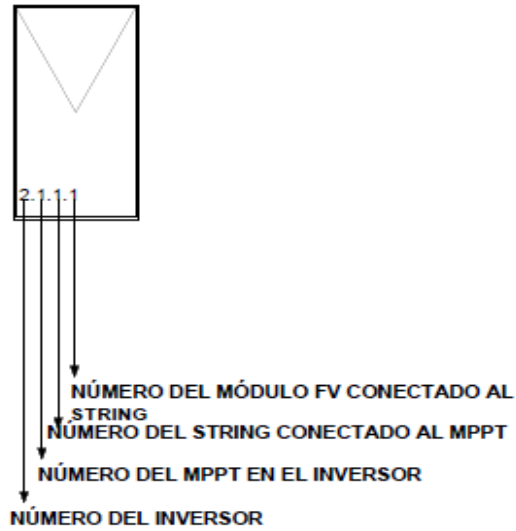 2.1.1.1
NÚMERO DEL MÓDULO FV CONECTADO AL
STRING
NÚMERO DEL STRING CONECTADO AL MPPT
NÚMERO DEL MPPT EN EL INVERSOR
NÚMERO DEL INVERSOR